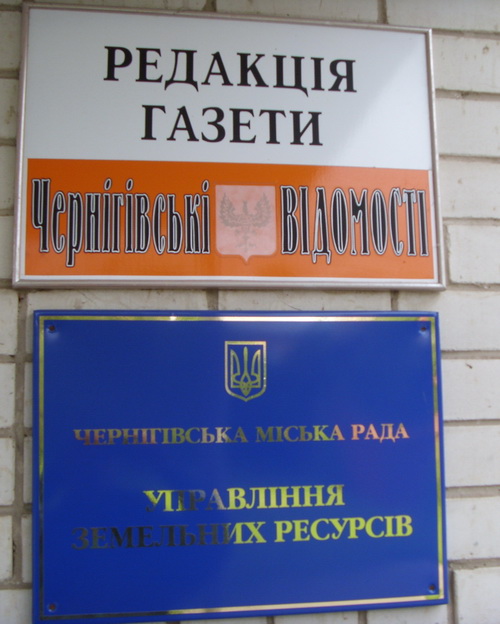 РЕДАКЦІЯ
ГАЗЕТИ
Чернігівські ВІДОМОСТІ
ЧЕРНІГІВСЬКА МІСЬКА РАДА
УПРАВЛІННЯ
ЗЕМЕЛЬНИХ РЕСУРСІВ